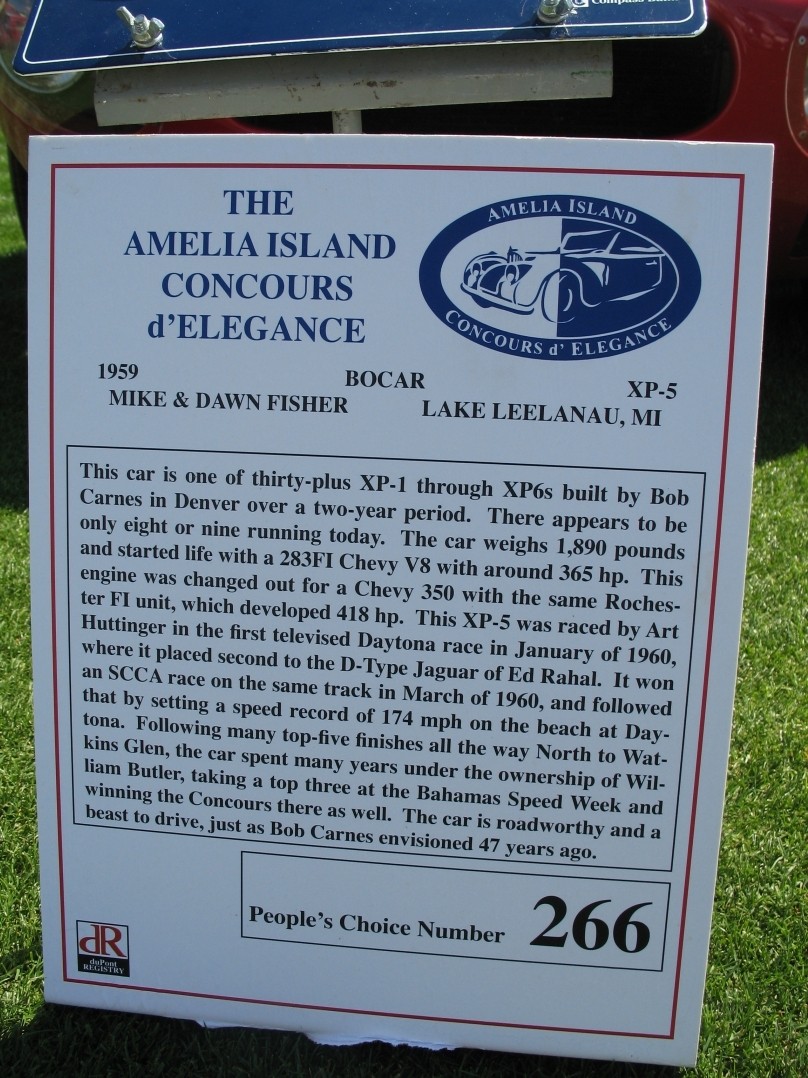 Compass Bank
THE
AMELIA ISLAND
CONCOURS
d'ELEGANCE
AMELIA ISLAND
CONCOURS d' ELEGANCE
1959 BOCAR XP-5
MIKE & DAWN FISHER LAKE LEELANAU, MI
This car is one of thirty-plus XP-1 through XP6s built by Bob
Carnes in Denver over a two-year period. There appears to be
only eight or nine running today. The car weighs 1,890 pounds
and started life with a 283FI Chevy V8 with around 365 hp. This
engine was changed out for a Chevy 350 with the same Roches-
ter FI unit, which developed 418 hp. This XP-5 was raced by Art
Huttinger in the first televised Daytona race in January of 1960,
where it placed second to the D-Type Jaguar of Ed Rahal. It won
an SCCA race on the same track in March of 1960, and followed
that by setting a speed record of 174 mph on the beach at Day-
tona. Following many top-five finishes all the way North to Wat-
kins Glen, the car spent many years under the ownership of Wil-
liam Butler, taking a top three at the Bahamas Speed Week and
winning the Concours there as well. The car is roadworthy and a
beast to drive, just as Bob Carnes envisioned 47 years ago.
People's Choice Number 266
dR
duPont
REGISTRY